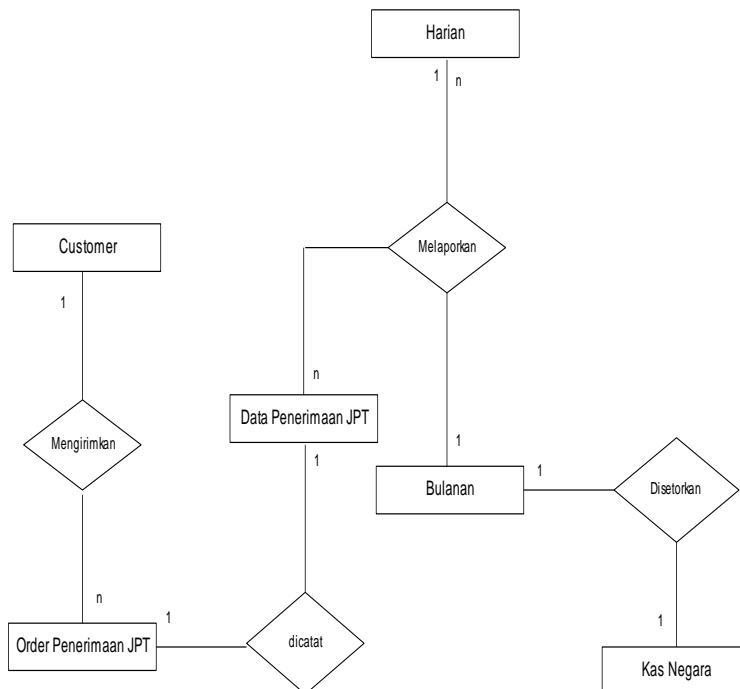 Harian
1 n
Customer
Melaporkan
1
n
Data Penerimaan JPT
Mengirimkan
1
1
Bulanan
1
Disetorkan
n
1
Order Penerimaan JPT
dicatat
1
Kas Negara